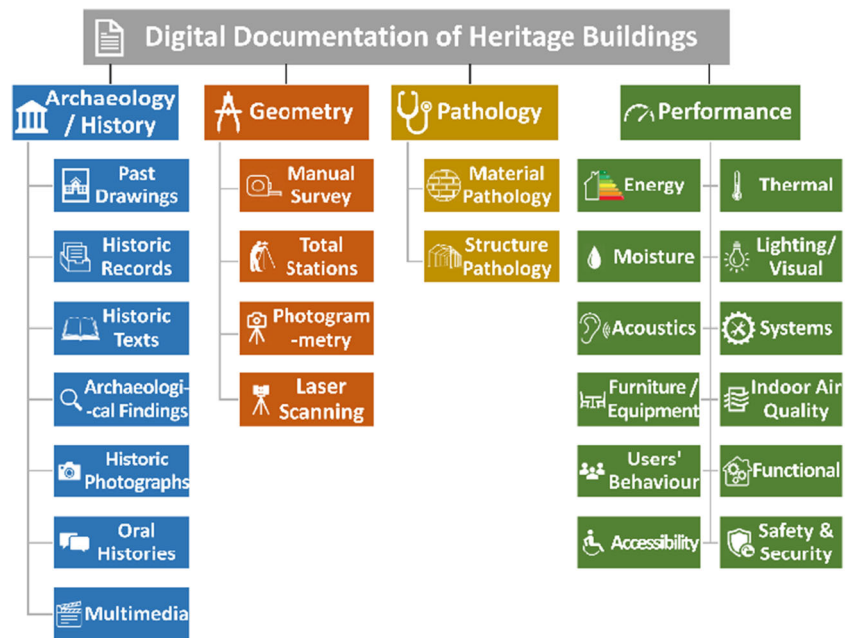 Digital Documentation of Heritage Buildings
Archaeology
/ History
Past
Drawings
Historic
Records
Historic
Texts
Archaeologi-
-cal Findings
Historic
Photographs
Oral
Histories
Multimedia
Geometry
Manual
Survey
Total
Stations
Photogram
-metry
Laser
Scanning
Pathology
Material
Pathology
Structure
Pathology
Performance
Energy
Thermal
Moisture
Lighting/
Visual
Acoustics
Systems
Furniture /
Equipment
Indoor Air
Quality
Users'
Behaviour
Functional
Accessibility
Safety &
Security